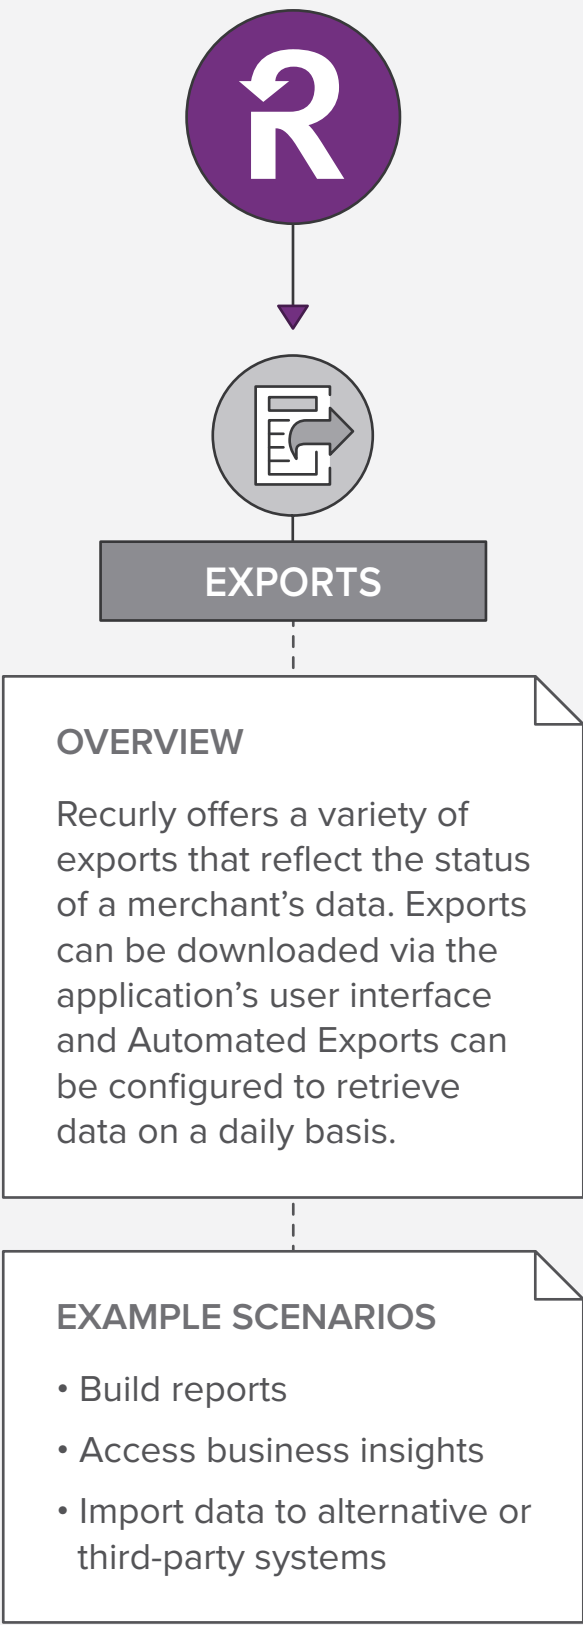 R
EXPORTS
OVERVIEW
Recurly offers a variety of
exports that reflect the status
of a merchant’s data. Exports
can be downloaded via the
application’s user interface
and Automated Exports can
be configured to retrieve
data on a daily basis.
EXAMPLE SCENARIOS
• Build reports
• Access business insights
• Import data to alternative or
third-party systems